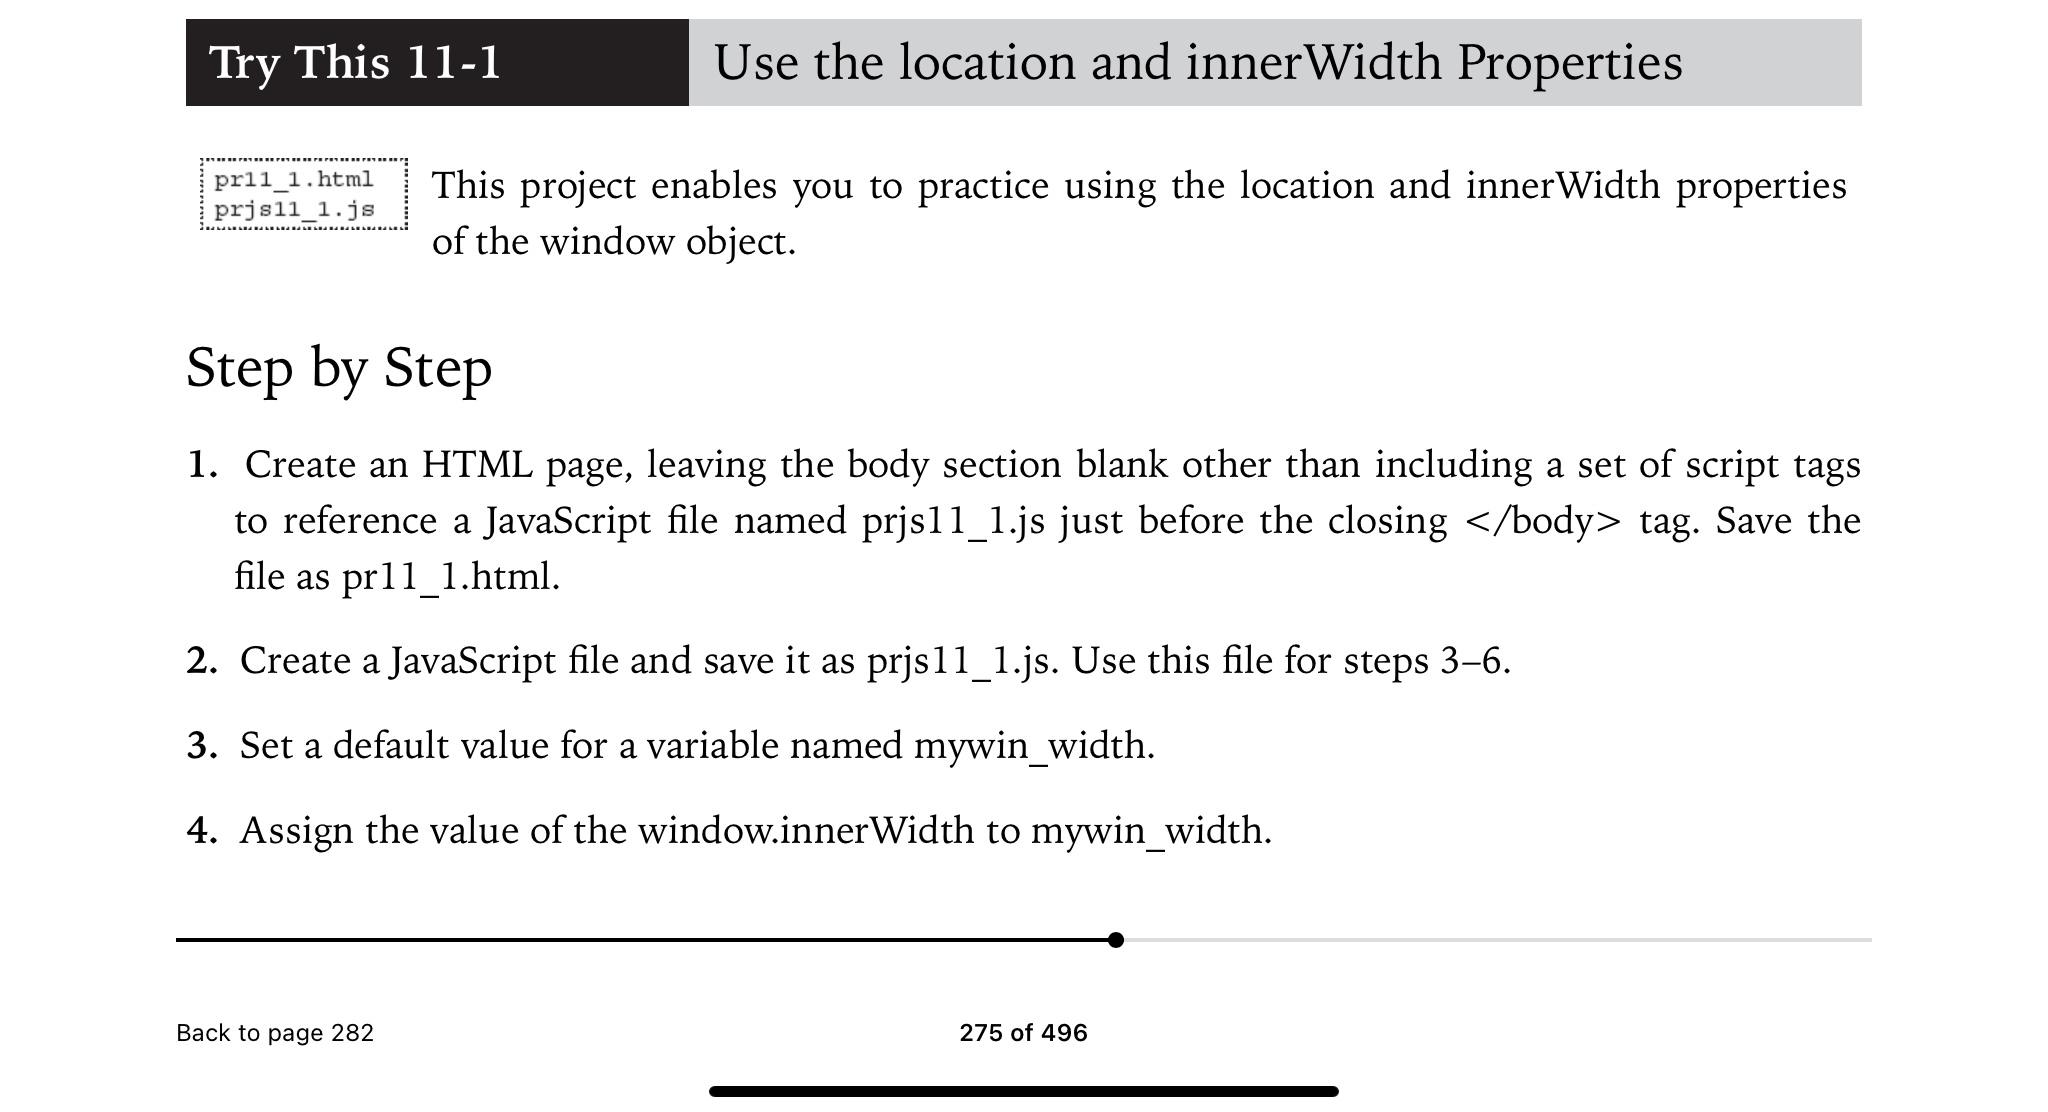 Try This 11-1
Use the location and innerWidth Properties
pr11_1.html
prjs11_1.js
This project enables you to practice using the location and innerWidth properties
of the window object.
Step by Step
1. Create an HTML page, leaving the body section blank other than including a set of script tags
to reference a JavaScript file named prjs11_1.js just before the closing </body> tag. Save the
file as pr11_1.html.
2. Create a JavaScript file and save it as prjs11_1.js. Use this file for steps 3–6.
3. Set a default value for a variable named mywin_width.
4. Assign the value of the window.innerWidth to mywin_width.
Back to page 282
275 of 496